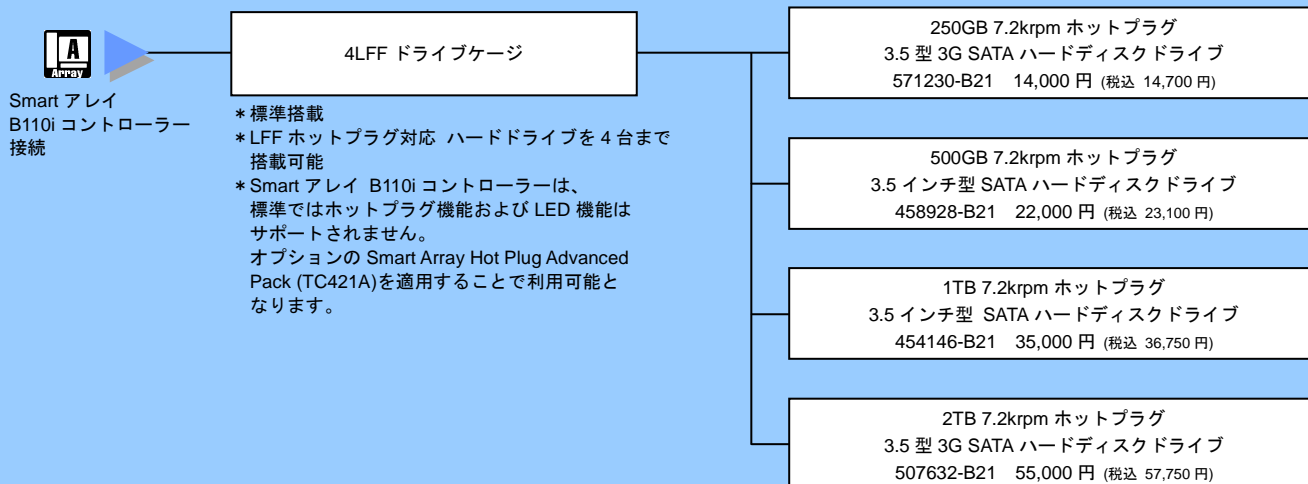 A
Array
Smart アレイ
B110i コントローラー
接続
4LFF ドライブケージ
＊標準搭載
＊LFF ホットプラグ対応 ハードドライブを 4 台まで
搭載可能
＊Smart アレイ B110i コントローラーは、
標準ではホットプラグ機能および LED 機能は
サポートされません。
オプションの Smart Array Hot Plug Advanced
Pack (TC421A)を適用することで利用可能と
なります。
250GB 7.2krpm ホットプラグ
3.5 型 3G SATA ハードディスクドライブ
571230-B21 14,000 円 (税込 14,700 円)
500GB 7.2krpm ホットプラグ
3.5 インチ型 SATA ハードディスクドライブ
458928-B21 22,000 円 (税込 23,100 円)
1TB 7.2krpm ホットプラグ
3.5 インチ型 SATA ハードディスクドライブ
454146-B21 35,000 円 (税込 36,750 円)
2TB 7.2krpm ホットプラグ
3.5 型 3G SATA ハードディスクドライブ
507632-B21 55,000 円 (税込 57,750 円)